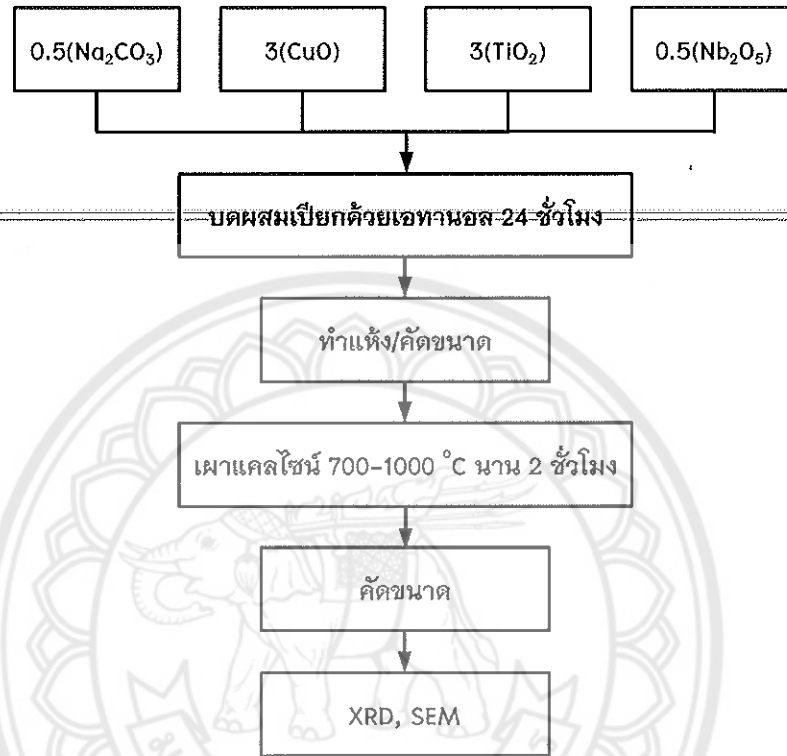 0.5(Na₂CO₃) 3(CuO) 3(TiO₂) 0.5(Nb₂O₅)
บดผสมเปียกด้วยเอทานอล 24 ชั่วโมง
ทำแห้ง/คัดขนาด
เผาแคลไซน์ 700–1000 °C นาน 2 ชั่วโมง
คัดขนาด
XRD, SEM